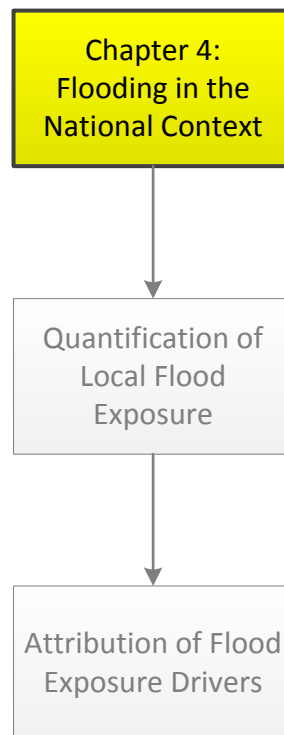 Chapter 4:
Flooding in the
National Context
Quantification of
Local Flood
Exposure
Attribution of Flood
Exposure Drivers